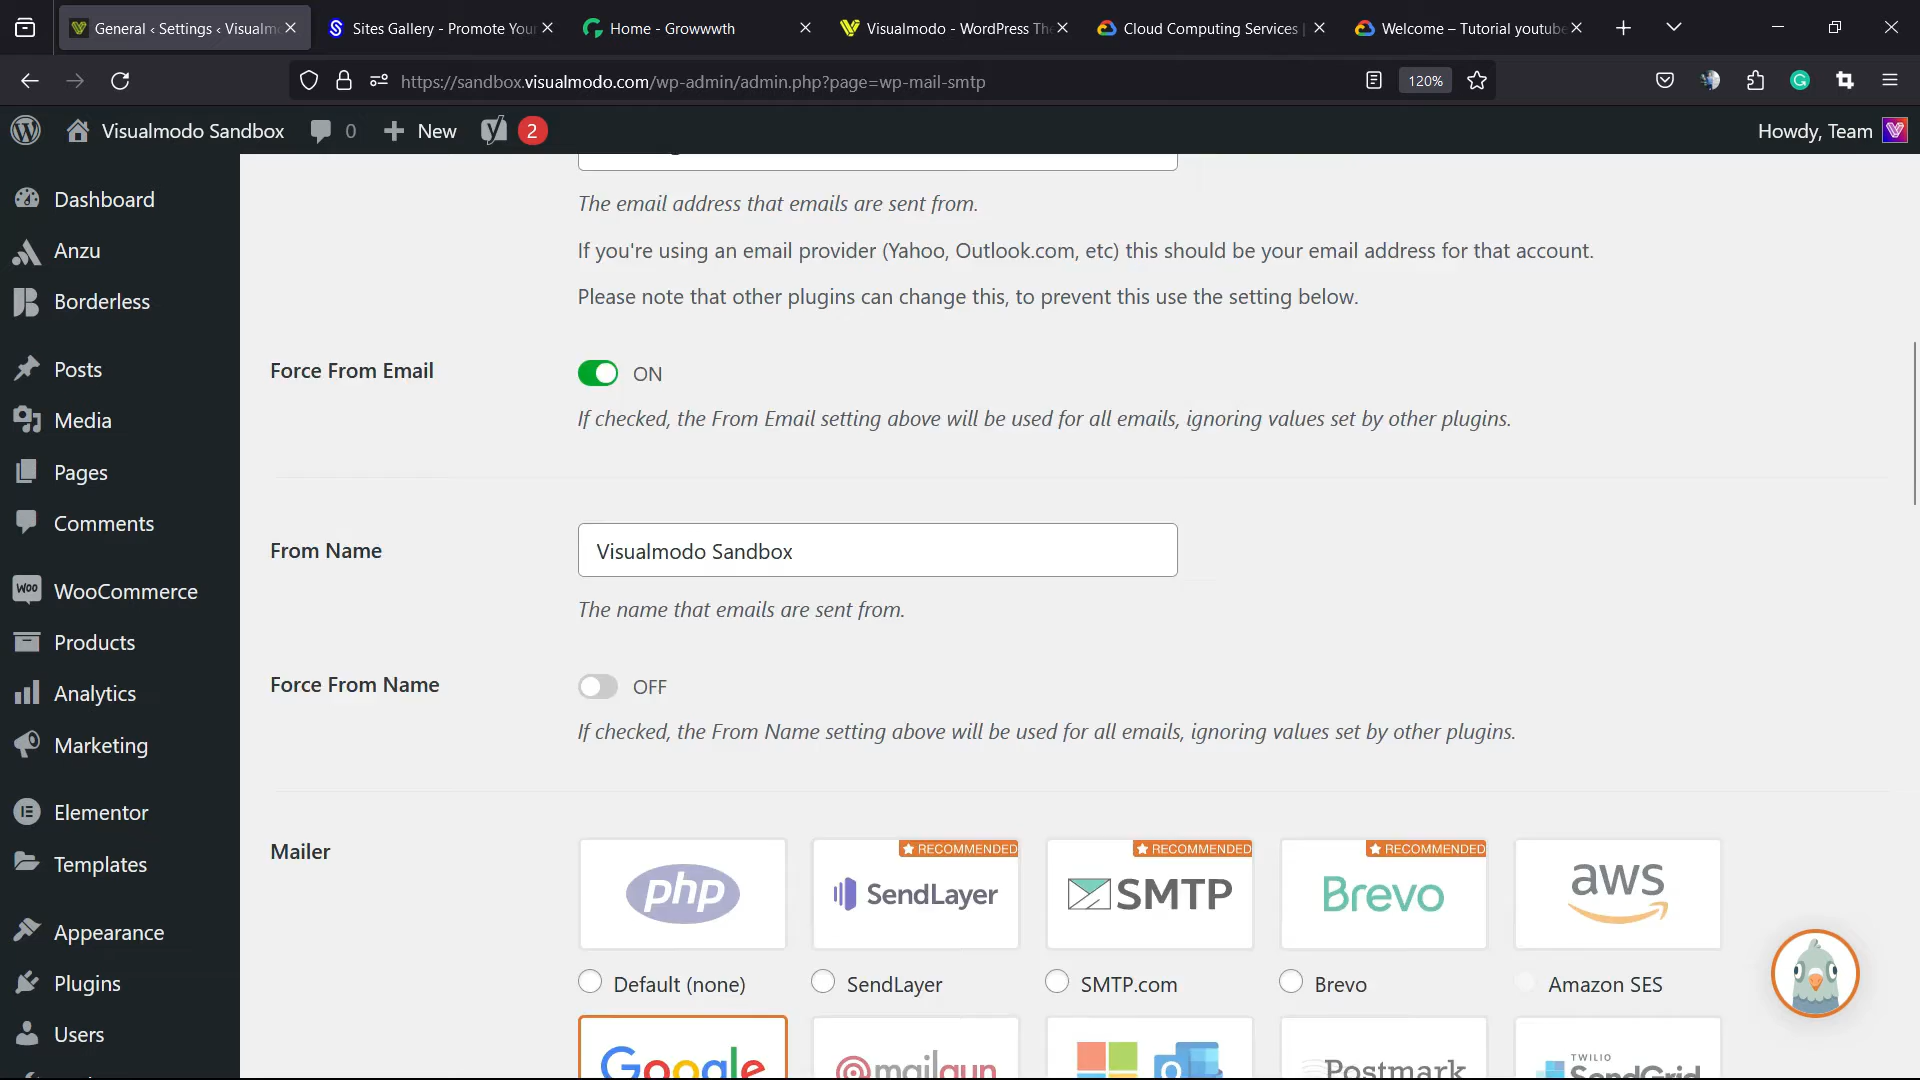 General ‹ Settings ‹ Visualm
Sites Gallery - Promote You
Home - Growwwth
Visualmodo - WordPress Th
Cloud Computing Services |
Welcome – Tutorial youtube
https://sandbox.visualmodo.com/wp-admin/admin.php?page=wp-mail-smtp
120%
Visualmodo Sandbox
0
New
2
Howdy, Team
Dashboard
Anzu
Borderless
Posts
Media
Pages
Comments
WooCommerce
Products
Analytics
Marketing
Elementor
Templates
Appearance
Plugins
Users
The email address that emails are sent from.
If you're using an email provider (Yahoo, Outlook.com, etc) this should be your email address for that account.
Please note that other plugins can change this, to prevent this use the setting below.
Force From Email
ON
If checked, the From Email setting above will be used for all emails, ignoring values set by other plugins.
From Name
Visualmodo Sandbox
The name that emails are sent from.
Force From Name
OFF
If checked, the From Name setting above will be used for all emails, ignoring values set by other plugins.
Mailer
php
RECOMMENDED
SendLayer
RECOMMENDED
SMTP
RECOMMENDED
Brevo
aws
Default (none)
SendLayer
SMTP.com
Brevo
Amazon SES
Google
mailgun
Postmark
TWILIO
SendGrid